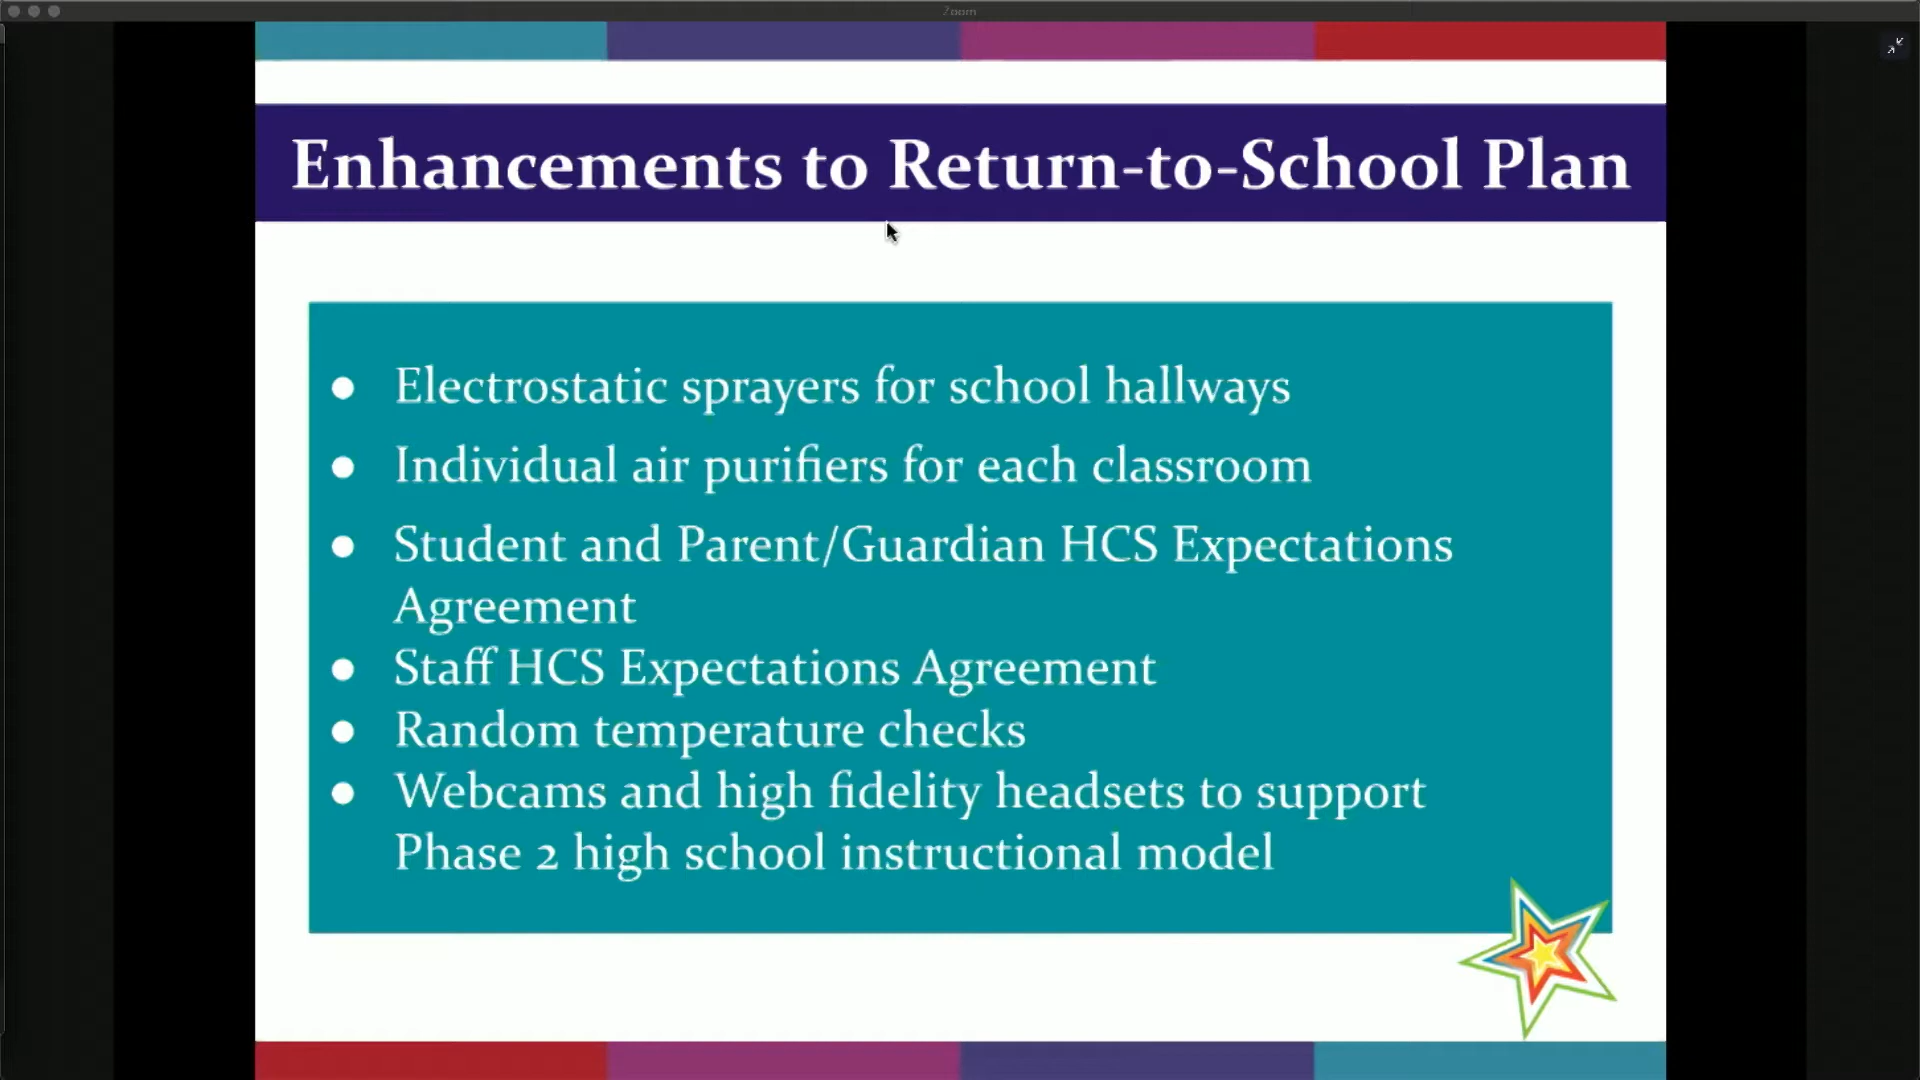 Zoom
Enhancements to Return-to-School Plan
● Electrostatic sprayers for school hallways
● Individual air purifiers for each classroom
● Student and Parent/Guardian HCS Expectations
Agreement
● Staff HCS Expectations Agreement
● Random temperature checks
● Webcams and high fidelity headsets to support
Phase 2 high school instructional model